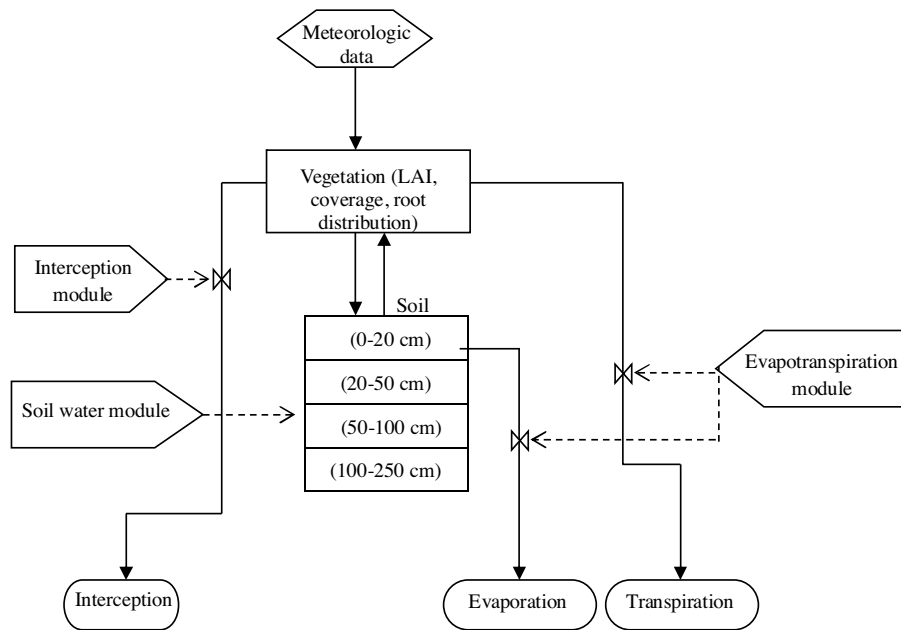 Meteorologic
data
Vegetation (LAI,
coverage, root
distribution)
Interception
module
Soil
(0-20 cm)
Evapotranspiration
module
(20-50 cm)
Soil water module
(50-100 cm)
(100-250 cm)
Interception
Evaporation
Transpiration